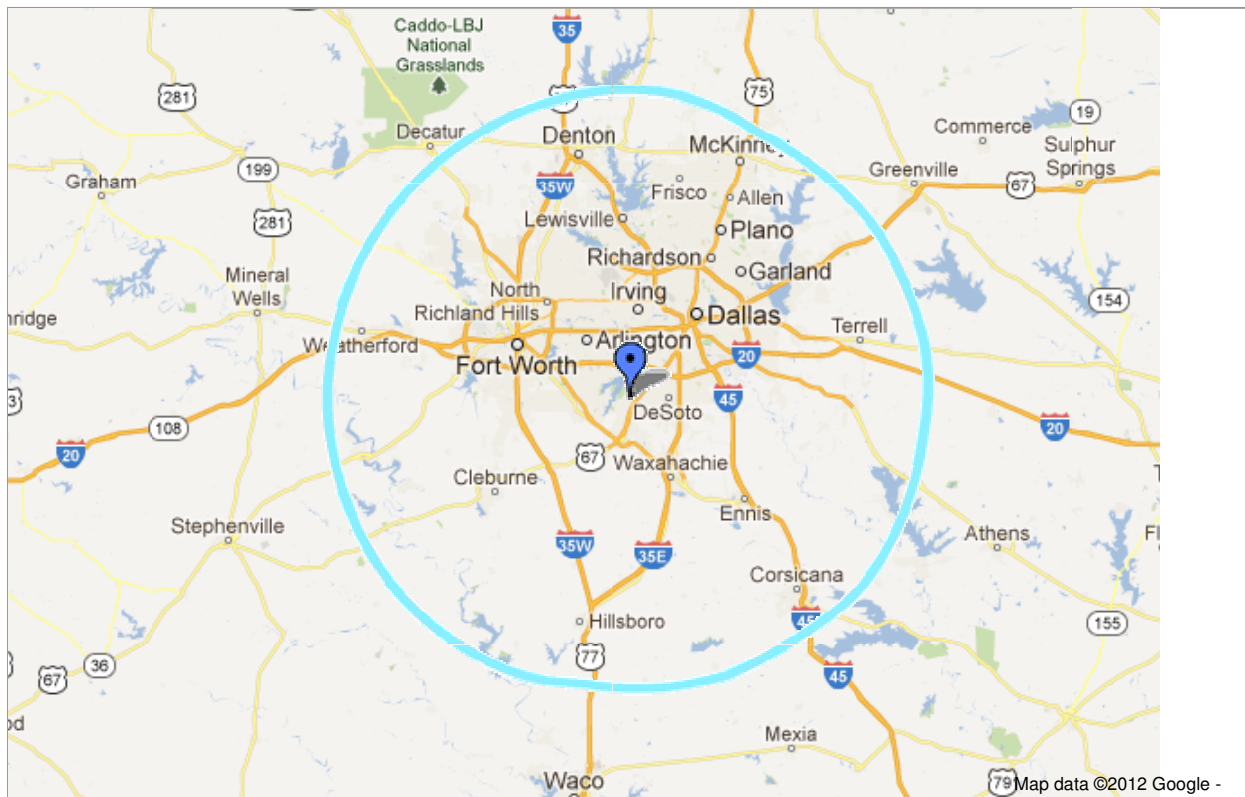 Caddo-LBJ
National
Grasslands
35
281
75
19
Decatur
Denton
McKinney
Commerce
Sulphur
Springs
199
Graham
35W
Frisco
Allen
Greenville
67
281
Lewisville
Plano
Richardson
Garland
Mineral
Wells
North
Richland Hills
Irving
Dallas
154
nridge
Weatherford
Arlington
Terrell
Fort Worth
20
DeSoto
45
108
20
20
67
Waxahachie
Cleburne
Ennis
Stephenville
35W
35E
Athens
Fl
Corsicana
45
Hillsboro
155
77
36
67
45
Mexia
Waco
79
Map data ©2012 Google -